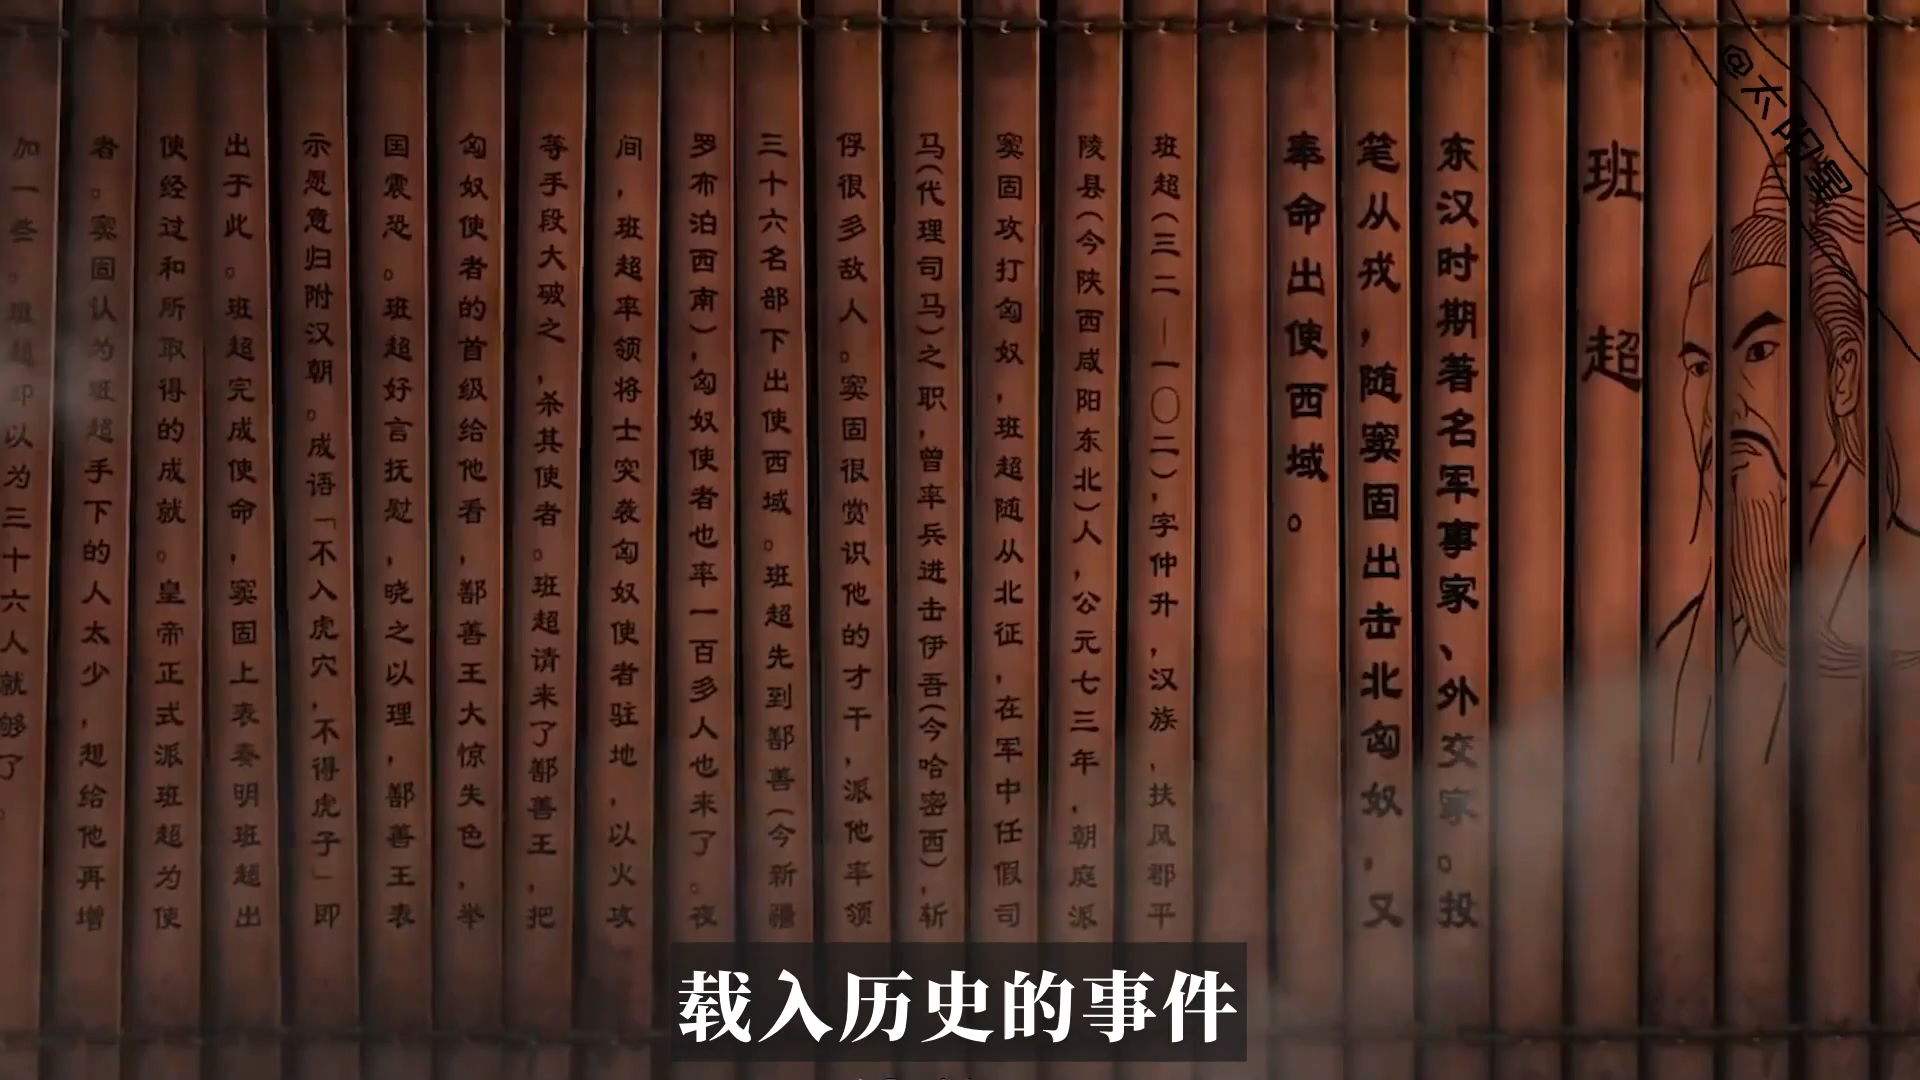 @太阳星
班超
东汉时期著名军事家、外交家。投
笔从戎，随窦固出击北匈奴，又
奉命出使西域。
班超(三二—一〇二)，字仲升，汉族，扶风郡平
陵县(今陕西咸阳东北)人，公元七三年，朝庭派
窦固攻打匈奴，班超随从北征，在军中任假司
马(代理司马)之职，曾率兵进击伊吾(今哈密西)，斩
俘很多敌人。窦固很赏识他的才干，派他率领
三十六名部下出使西域。班超先到鄯善(今新疆
罗布泊西南)，匈奴使者也率一百多人也来了。夜
间，班超率领将士突袭匈奴使者驻地，以火攻
等手段大破之，杀其使者。班超请来了鄯善王，把
匈奴使者的首级给他看，鄯善王大惊失色，举
国震恐。班超好言抚慰，晓之以理，鄯善王表
示愿意归附汉朝。成语「不入虎穴，不得虎子」即
出于此。班超完成使命，窦固上表奏明班超出
使经过和所取得的成就。皇帝正式派班超为使
者。窦固认为班超手下的人太少，想给他再增
加一些。班超却以为三十六人就够了。
载入历史的事件